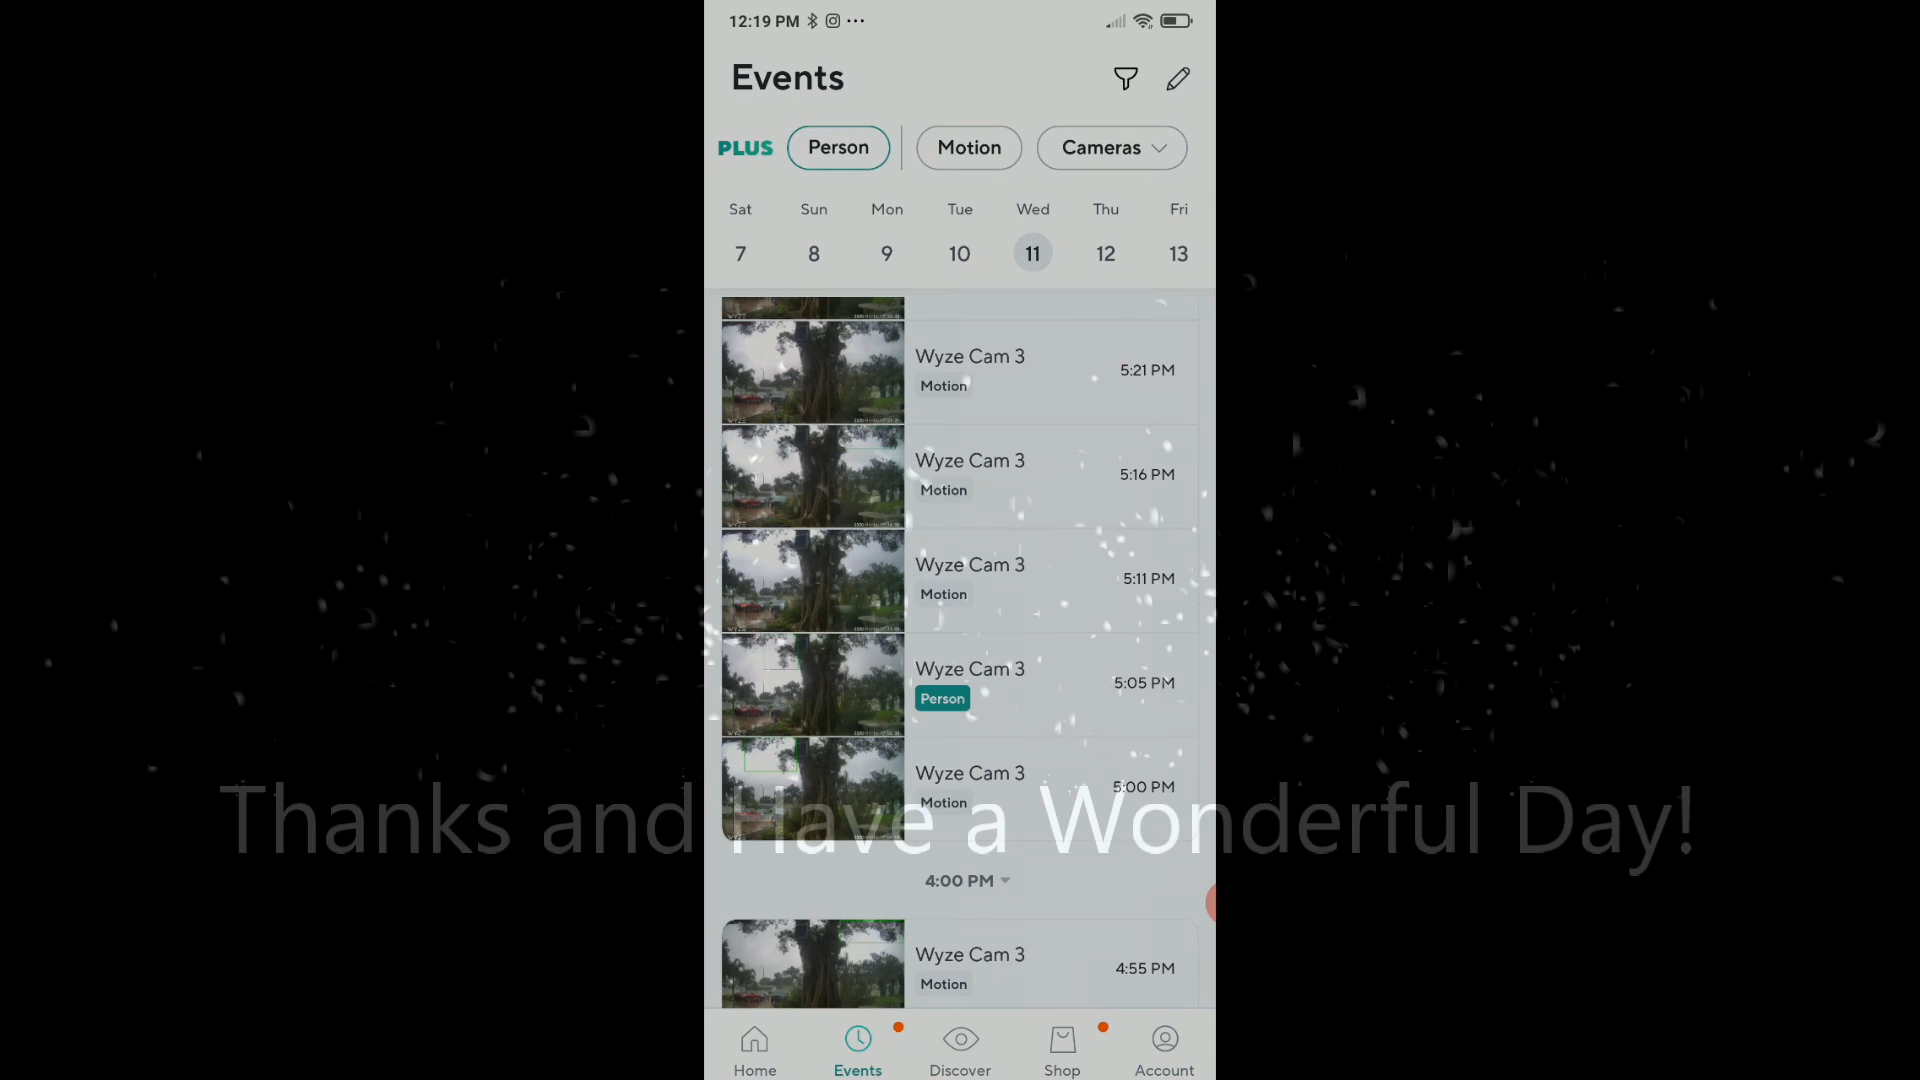 12:19 PM
Events
PLUS Person Motion Cameras
Sat Sun Mon Tue Wed Thu Fri
7 8 9 10 11 12 13
Wyze Cam 3
Motion
5:21 PM
Wyze Cam 3
Motion
5:16 PM
Wyze Cam 3
Motion
5:11 PM
Wyze Cam 3
Person
5:05 PM
Wyze Cam 3
Motion
5:00 PM
Thanks and Have a Wonderful Day!
4:00 PM
Wyze Cam 3
Motion
4:55 PM
Home Events Discover Shop Account